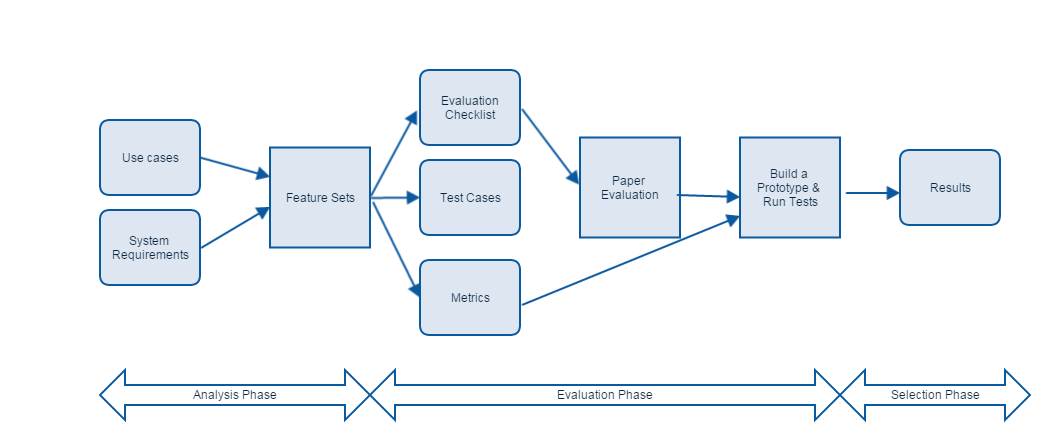 Use cases
System
Requirements
Feature Sets
Evaluation
Checklist
Test Cases
Metrics
Paper
Evaluation
Build a
Prototype &
Run Tests
Results
Analysis Phase
Evaluation Phase
Selection Phase